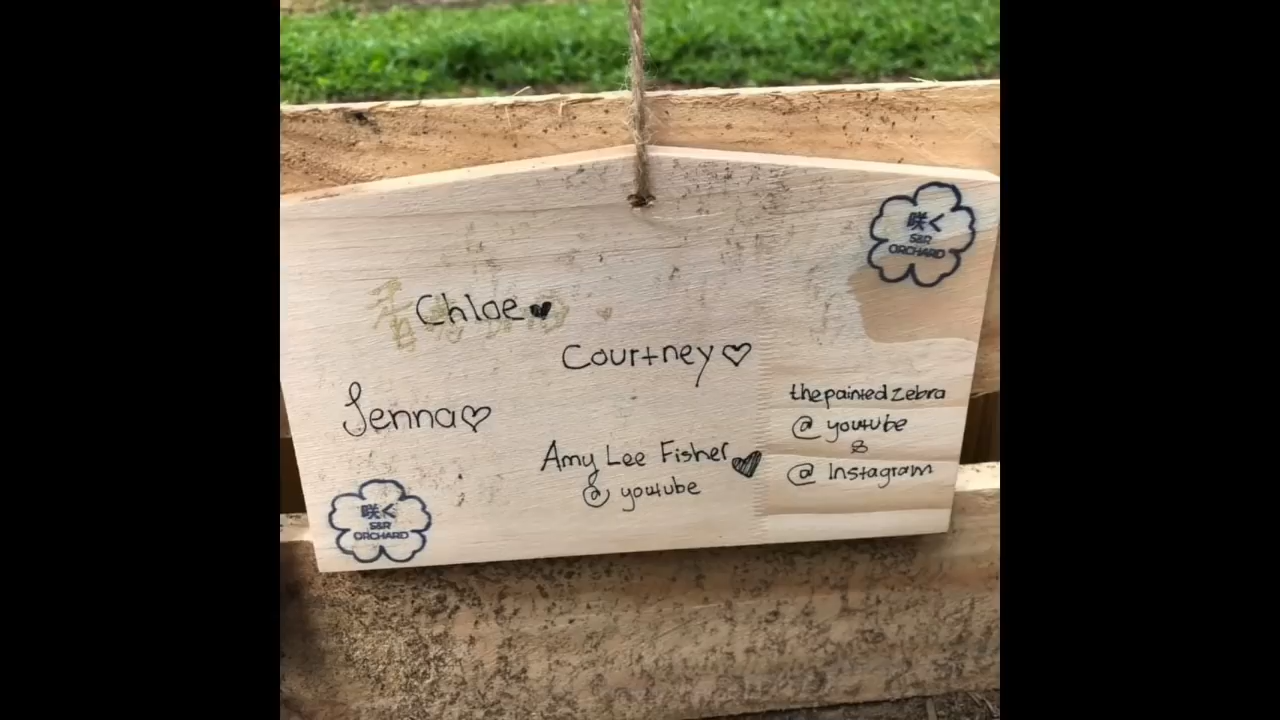 咲く
S&R
ORCHARD
Chloe
Courtney
thepaintedzebra
@ youtube
&
@ Instagram
Jenna
Amy Lee Fisher
@ youtube
咲く
S&R
ORCHARD